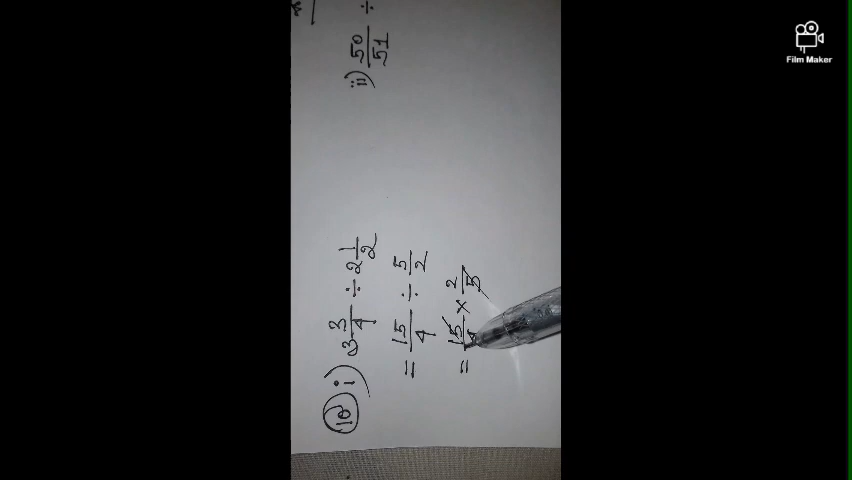 10 i) 3 3/4 ÷ 2 1/2
= 15/4 ÷ 5/2
= 15/4 × 2/5
ii) 50/51 ÷
Film Maker